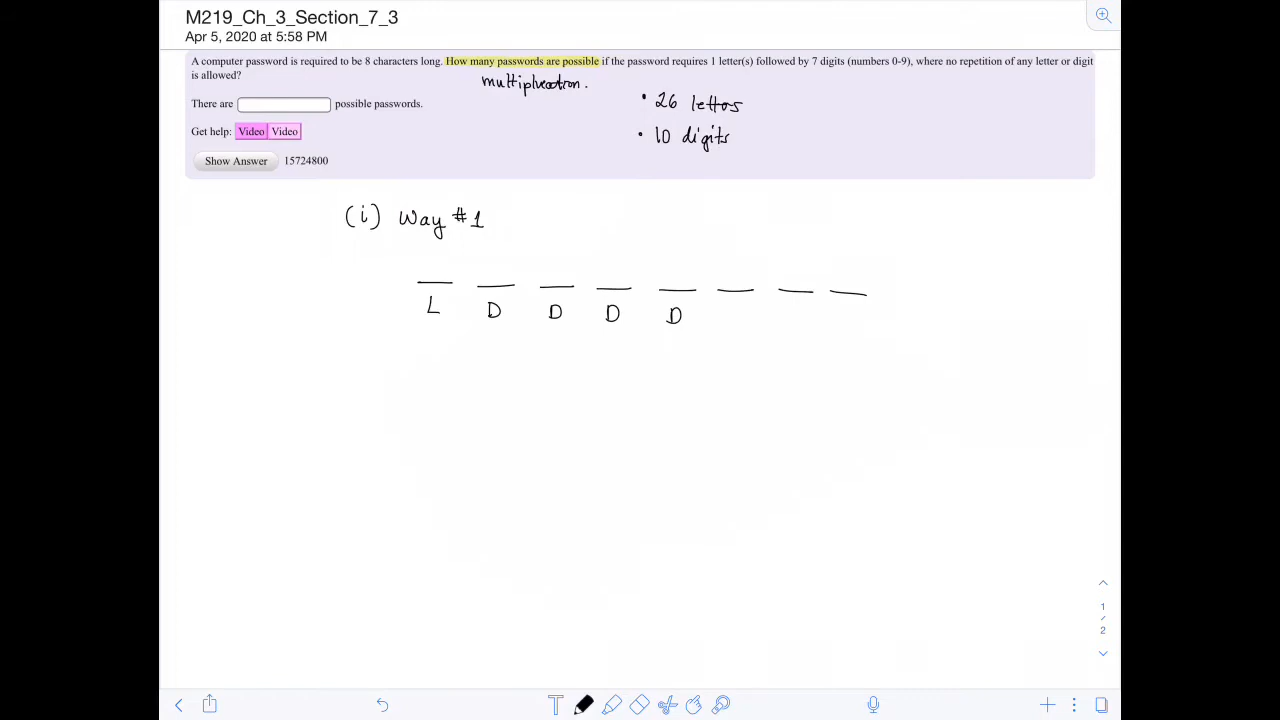 M219_Ch_3_Section_7_3
Apr 5, 2020 at 5:58 PM
A computer password is required to be 8 characters long. How many passwords are possible if the password requires 1 letter(s) followed by 7 digits (numbers 0-9), where no repetition of any letter or digit
is allowed?
multiplication.
There are possible passwords.
• 26 letters
• 10 digits
Get help: Video Video
Show Answer 15724800
(i) Way #1
L D D D D
1
/
2
T